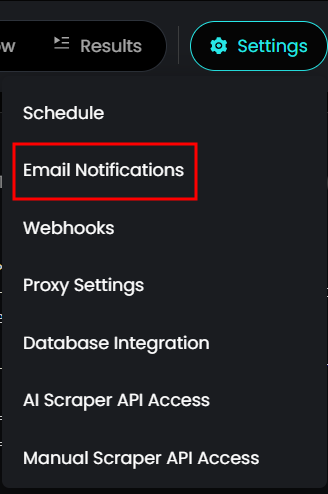 Results
Settings
Schedule
Email Notifications
Webhooks
Proxy Settings
Database Integration
AI Scraper API Access
Manual Scraper API Access